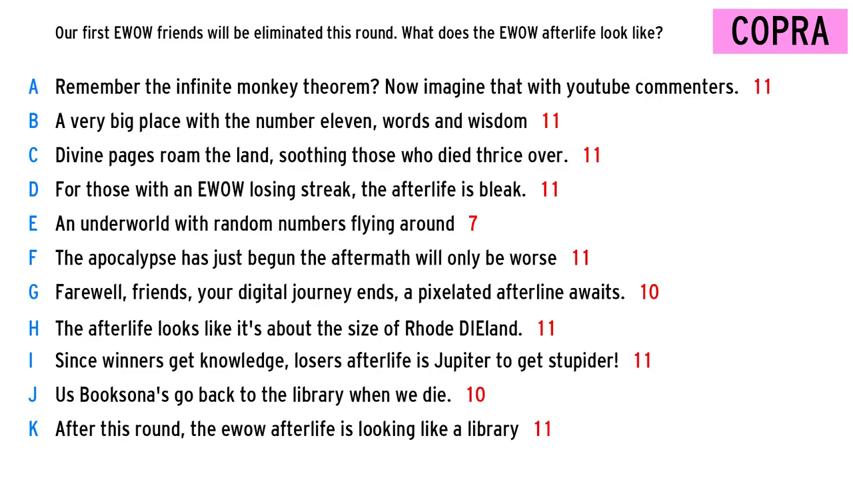 Our first EWOW friends will be eliminated this round. What does the EWOW afterlife look like?
COPRA
A Remember the infinite monkey theorem? Now imagine that with youtube commenters. 11
B A very big place with the number eleven, words and wisdom 11
C Divine pages roam the land, soothing those who died thrice over. 11
D For those with an EWOW losing streak, the afterlife is bleak. 11
E An underworld with random numbers flying around 7
F The apocalypse has just begun the aftermath will only be worse 11
G Farewell, friends, your digital journey ends, a pixelated afterline awaits. 10
H The afterlife looks like it's about the size of Rhode DIEland. 11
I Since winners get knowledge, losers afterlife is Jupiter to get stupider! 11
J Us Booksona's go back to the library when we die. 10
K After this round, the ewow afterlife is looking like a library 11